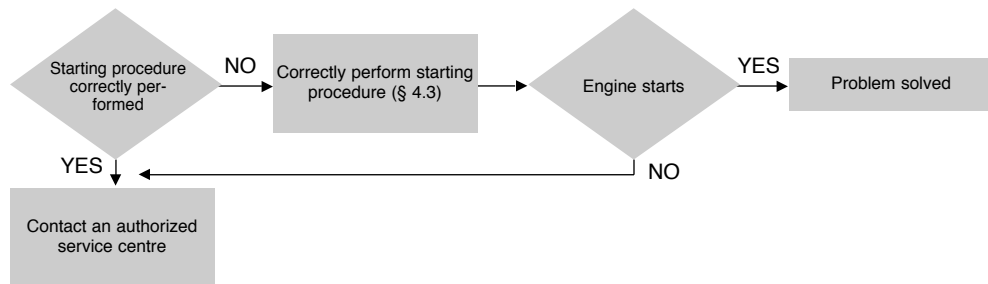 Starting procedure
correctly per-
formed
NO
Correctly perform starting
procedure (§ 4.3)
Engine starts
YES
Problem solved
YES
NO
Contact an authorized
service centre